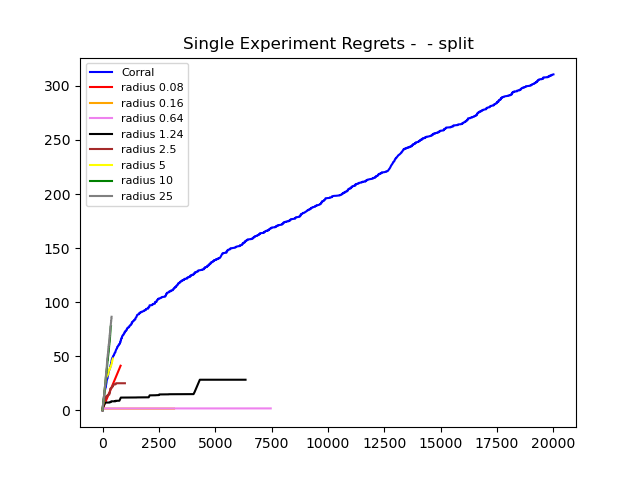 Single Experiment Regrets -  - split
Corral
radius 0.08
radius 0.16
radius 0.64
radius 1.24
radius 2.5
radius 5
radius 10
radius 25
300
250
200
150
100
50
0
0 2500 5000 7500 10000 12500 15000 17500 20000